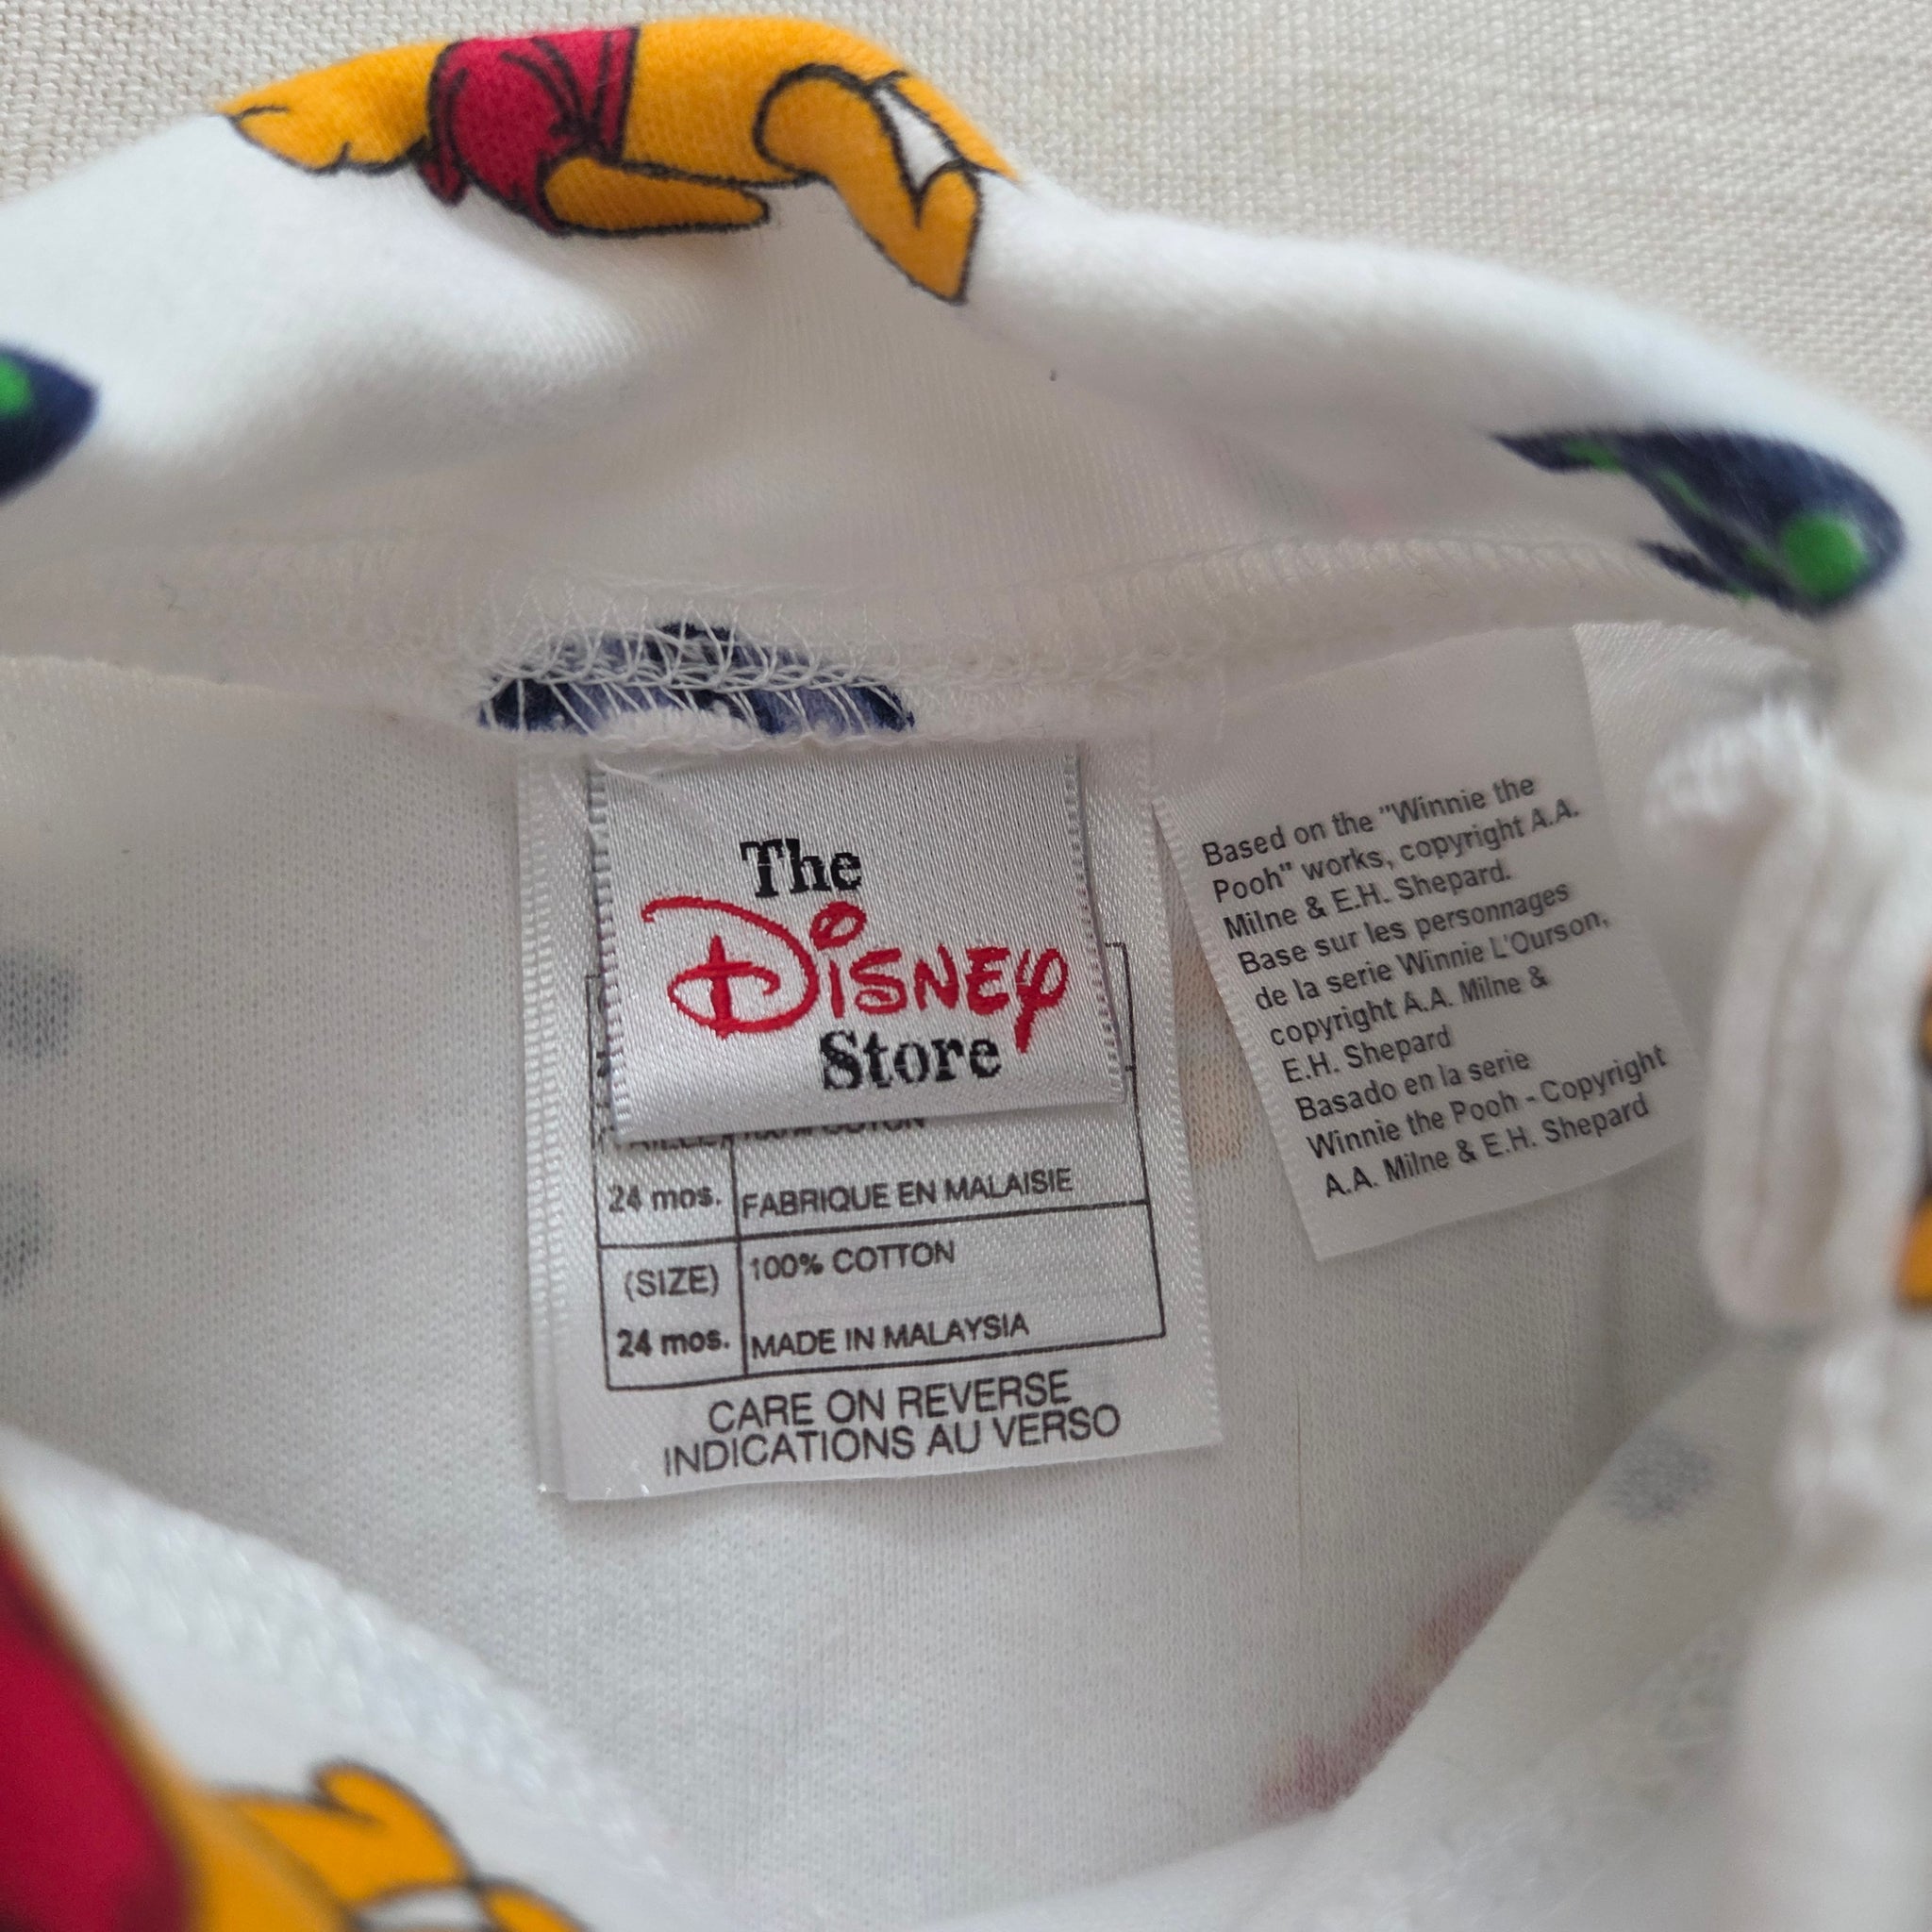 The
Disney
Store
24 mos. FABRIQUE EN MALAISIE
(SIZE) 100% COTTON
24 mos. MADE IN MALAYSIA
CARE ON REVERSE
INDICATIONS AU VERSO
Based on the "Winnie the
Pooh" works, copyright A.A.
Milne & E.H. Shepard.
Base sur les personnages
de la serie Winnie L'Ourson,
copyright A.A. Milne &
E.H. Shepard
Basado en la serie
Winnie the Pooh - Copyright
A.A. Milne & E.H. Shepard